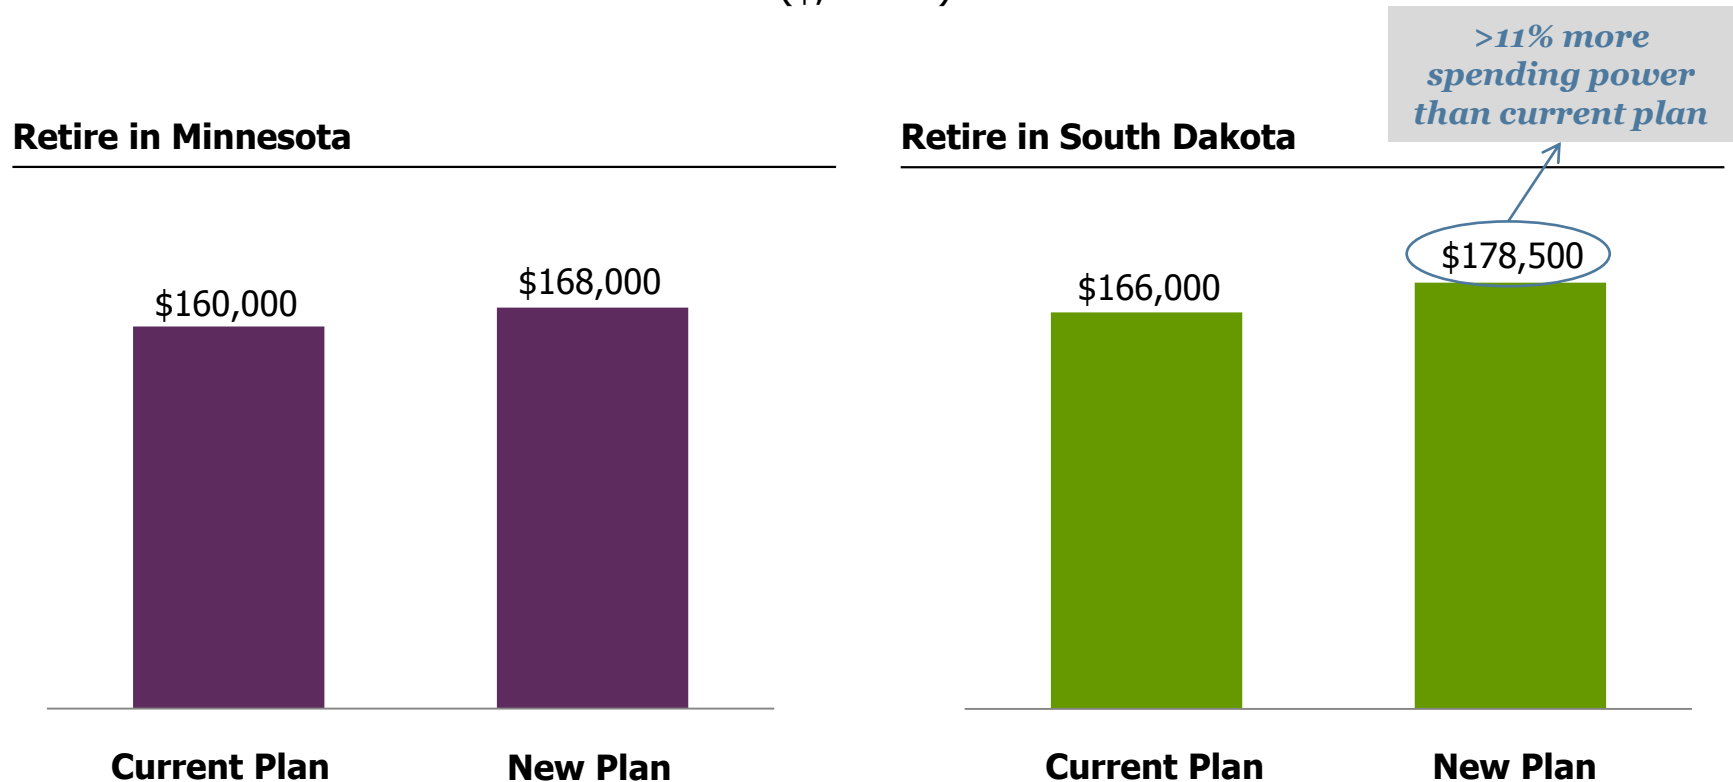 >11% more
spending power
than current plan
Retire in Minnesota
Retire in South Dakota
$160,000
$168,000
$166,000
$178,500
Current Plan
New Plan
Current Plan
New Plan